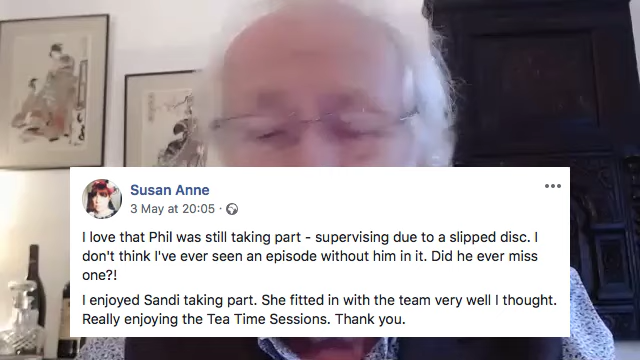 Susan Anne
3 May at 20:05 ·
I love that Phil was still taking part - supervising due to a slipped disc. I
don't think I've ever seen an episode without him in it. Did he ever miss
one?!
I enjoyed Sandi taking part. She fitted in with the team very well I thought.
Really enjoying the Tea Time Sessions. Thank you.